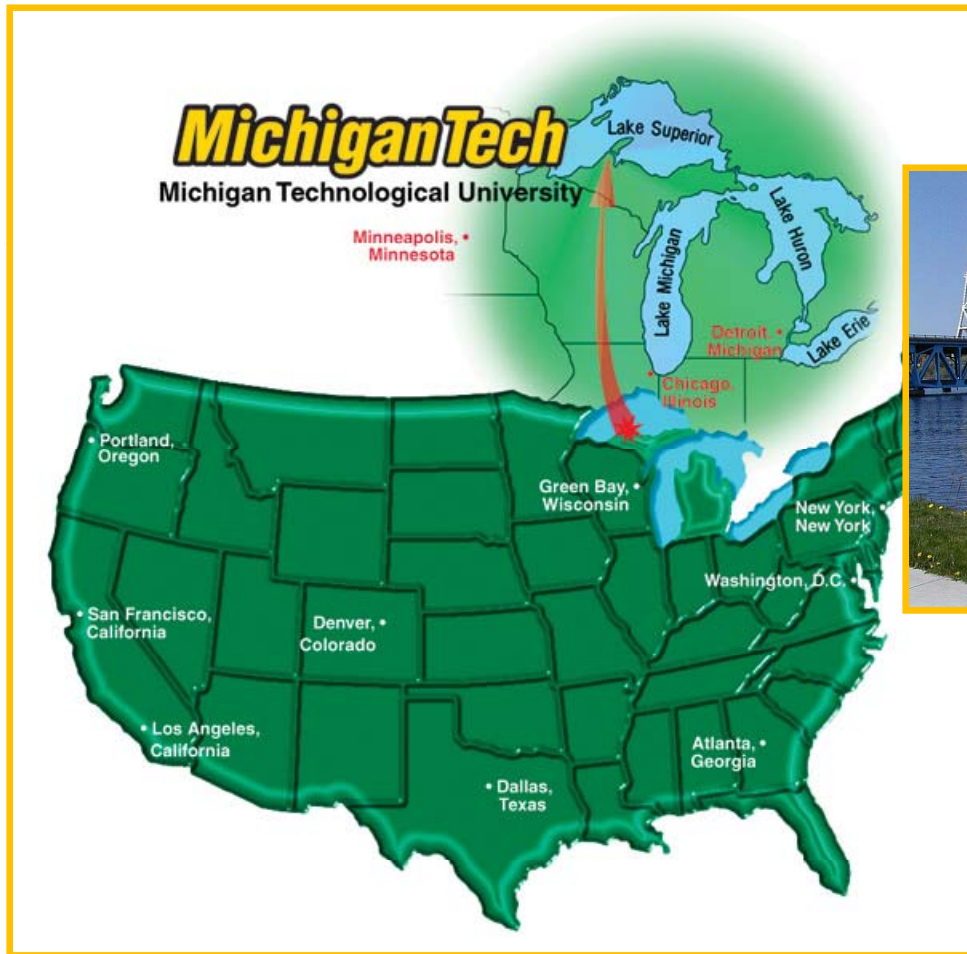 MichiganTech
Michigan Technological University
Lake Superior
Lake Michigan
Lake Huron
Lake Erie
Minneapolis, •
Minnesota
Detroit, •
Michigan
• Chicago,
Illinois
• Portland,
Oregon
Green Bay, •
Wisconsin
New York, •
New York
Washington, D.C. •
• San Francisco,
California
Denver, •
Colorado
• Los Angeles,
California
Atlanta, •
Georgia
• Dallas,
Texas